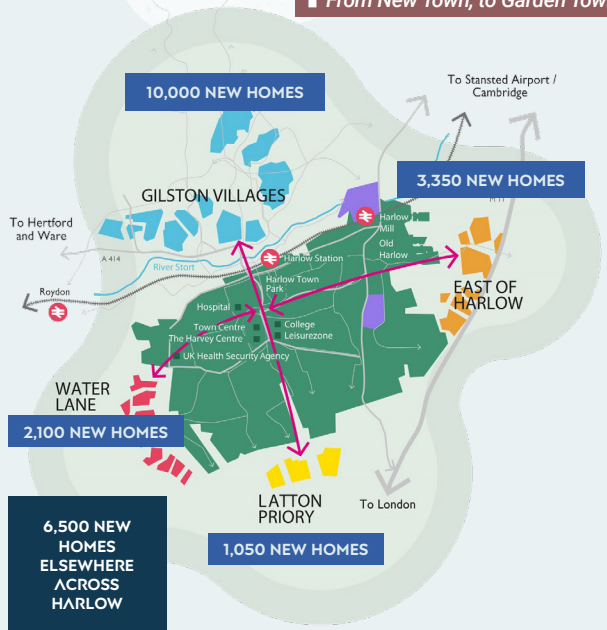 From New Town, to Garden Tow
10,000 NEW HOMES
To Stansted Airport /
Cambridge
3,350 NEW HOMES
GILSTON VILLAGES
M 11
To Hertford
and Ware
A 414
River Stort
Harlow
Mill
Old
Harlow
Harlow Station
Roydon
Harlow Town
Park
EAST OF
HARLOW
Hospital
Town Centre
The Harvey Centre
College
Leisurezone
UK Health Security Agency
WATER
LANE
2,100 NEW HOMES
LATTON
PRIORY
To London
6,500 NEW
HOMES
ELSEWHERE
ACROSS
HARLOW
1,050 NEW HOMES